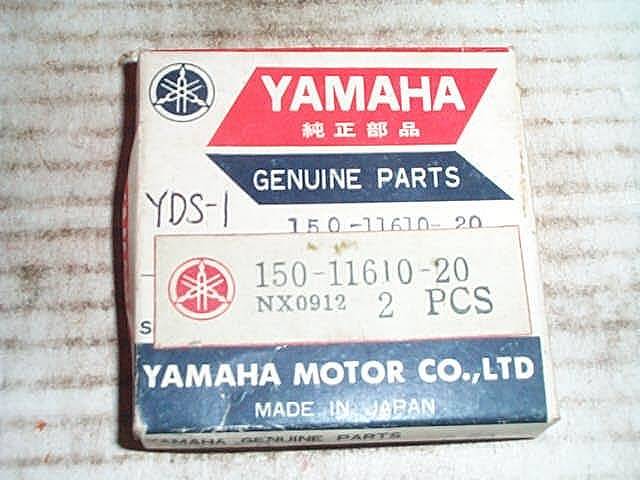 YAMAHA
純正部品
GENUINE PARTS
YDS-1
150-11610-20
150-11610-20
NX0912 2 PCS
S
YAMAHA MOTOR CO.,LTD
MADE IN JAPAN
YAMAHA GENUINE PARTS